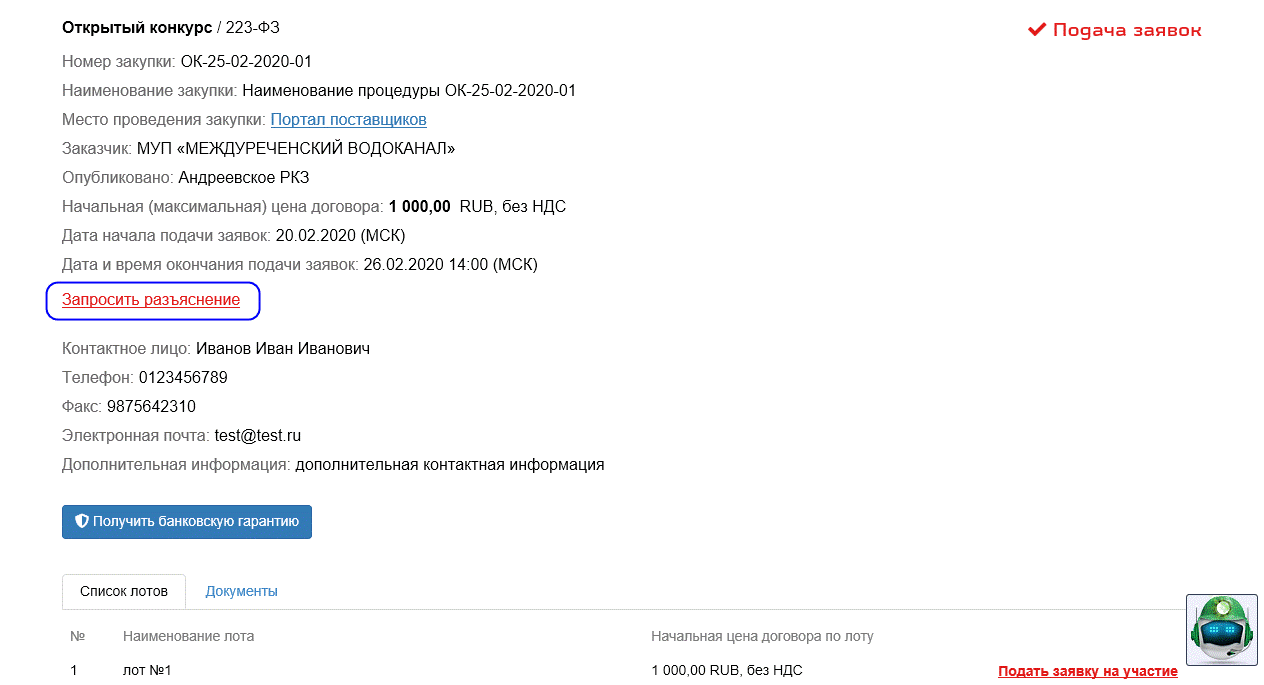 Открытый конкурс / 223-ФЗ
Подача заявок
Номер закупки: ОК-25-02-2020-01
Наименование закупки: Наименование процедуры ОК-25-02-2020-01
Место проведения закупки: Портал поставщиков
Заказчик: МУП «МЕЖДУРЕЧЕНСКИЙ ВОДОКАНАЛ»
Опубликовано: Андреевское РКЗ
Начальная (максимальная) цена договора: 1 000,00 RUB, без НДС
Дата начала подачи заявок: 20.02.2020 (МСК)
Дата и время окончания подачи заявок: 26.02.2020 14:00 (МСК)
Запросить разъяснение
Контактное лицо: Иванов Иван Иванович
Телефон: 0123456789
Факс: 9875642310
Электронная почта: test@test.ru
Дополнительная информация: дополнительная контактная информация
Получить банковскую гарантию
Список лотов Документы
№ Наименование лота Начальная цена договора по лоту
1 лот №1 1 000,00 RUB, без НДС Подать заявку на участие